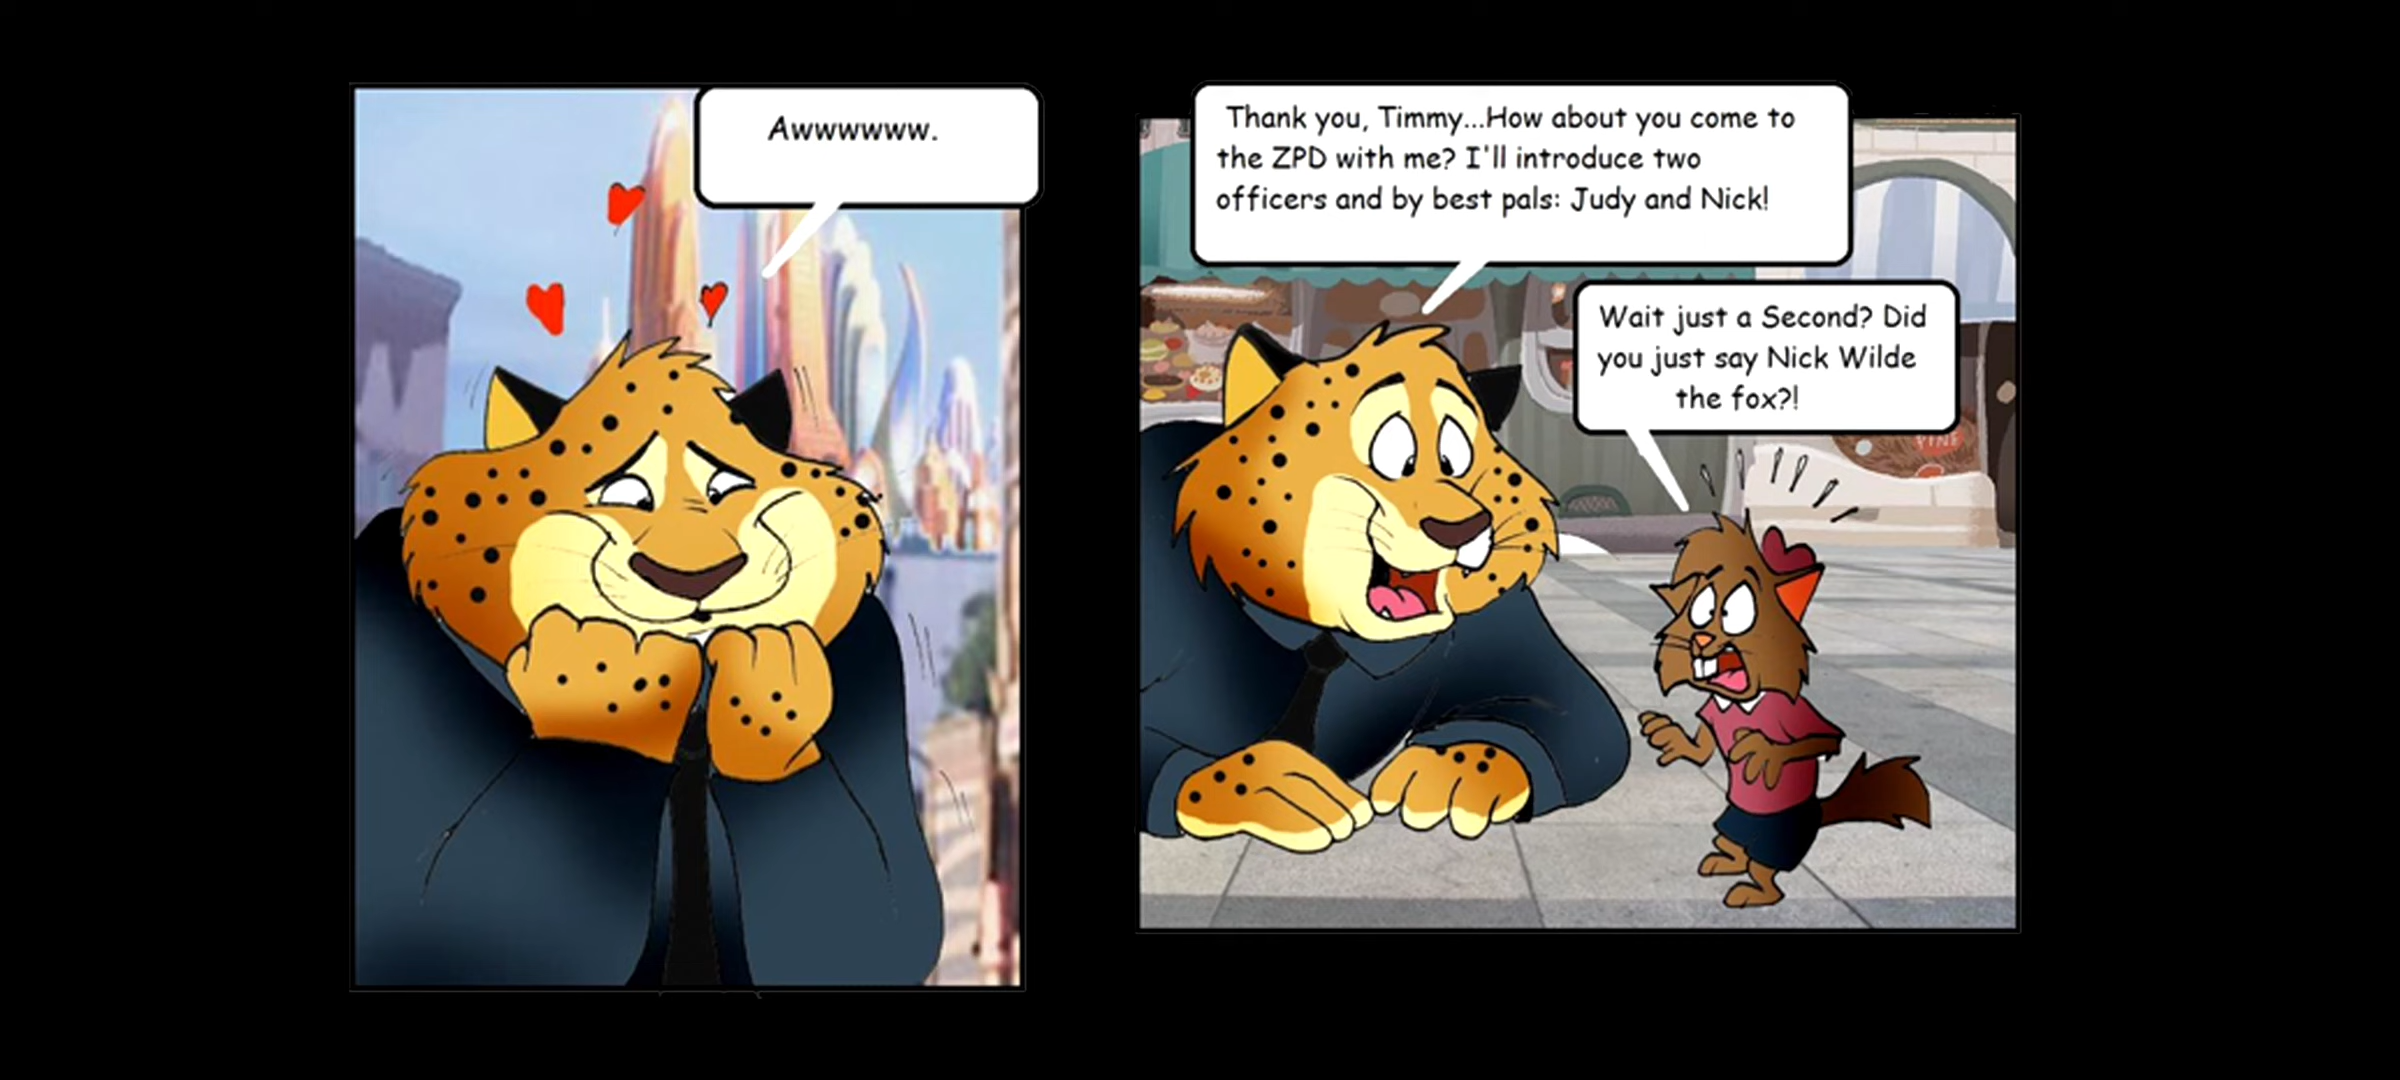 Awwwwww.
Thank you, Timmy...How about you come to
the ZPD with me? I'll introduce two
officers and by best pals: Judy and Nick!
Wait just a Second? Did
you just say Nick Wilde
the fox?!
PINE